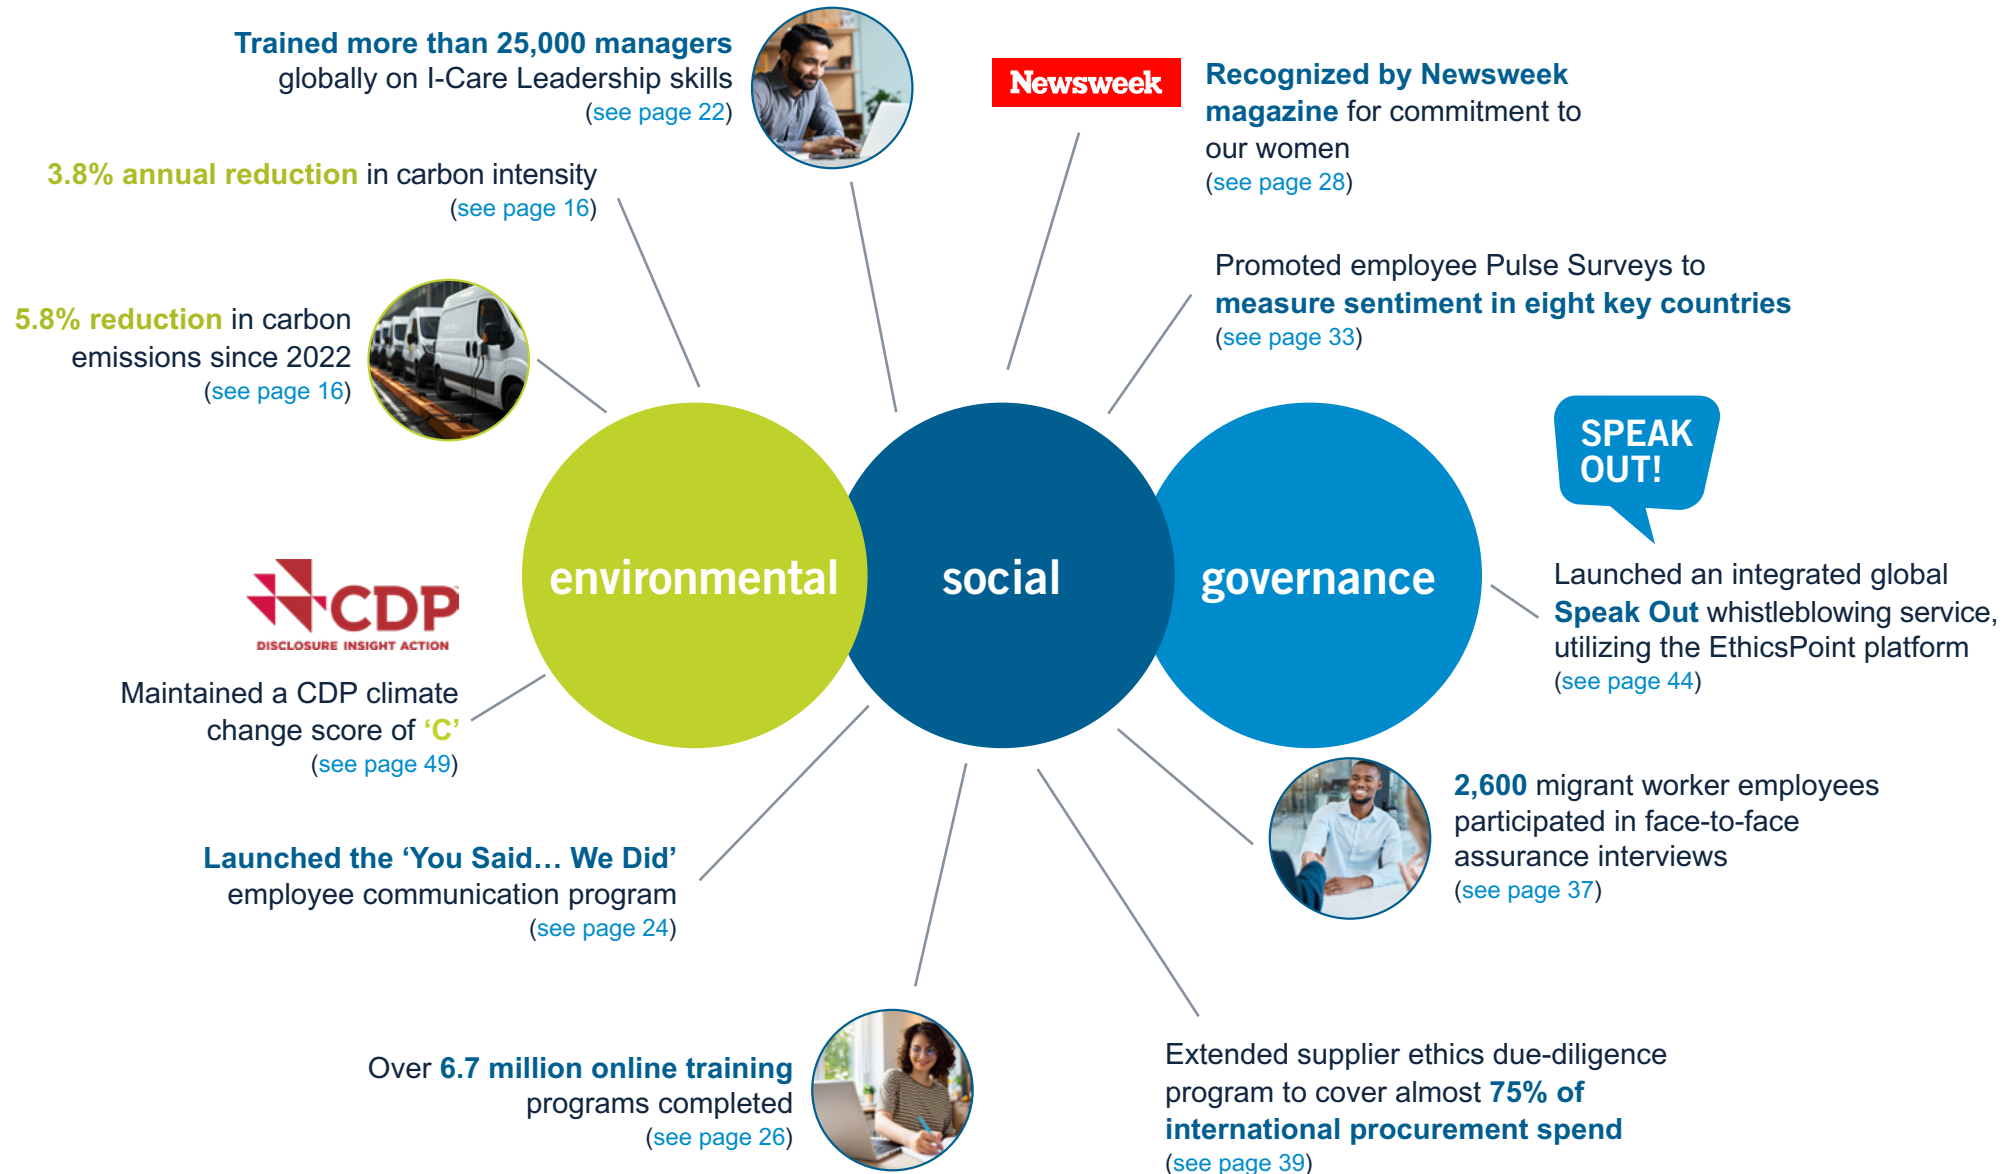 Trained more than 25,000 managers
globally on I-Care Leadership skills
(see page 22)
Newsweek
Recognized by Newsweek
magazine for commitment to
our women
(see page 28)
3.8% annual reduction in carbon intensity
(see page 16)
Promoted employee Pulse Surveys to
measure sentiment in eight key countries
(see page 33)
5.8% reduction in carbon
emissions since 2022
(see page 16)
SPEAK
OUT!
environmental
social
governance
Launched an integrated global
Speak Out whistleblowing service,
utilizing the EthicsPoint platform
(see page 44)
CDP
DISCLOSURE INSIGHT ACTION
Maintained a CDP climate
change score of ‘C’
(see page 49)
2,600 migrant worker employees
participated in face-to-face
assurance interviews
(see page 37)
Launched the ‘You Said… We Did’
employee communication program
(see page 24)
Over 6.7 million online training
programs completed
(see page 26)
Extended supplier ethics due-diligence
program to cover almost 75% of
international procurement spend
(see page 39)